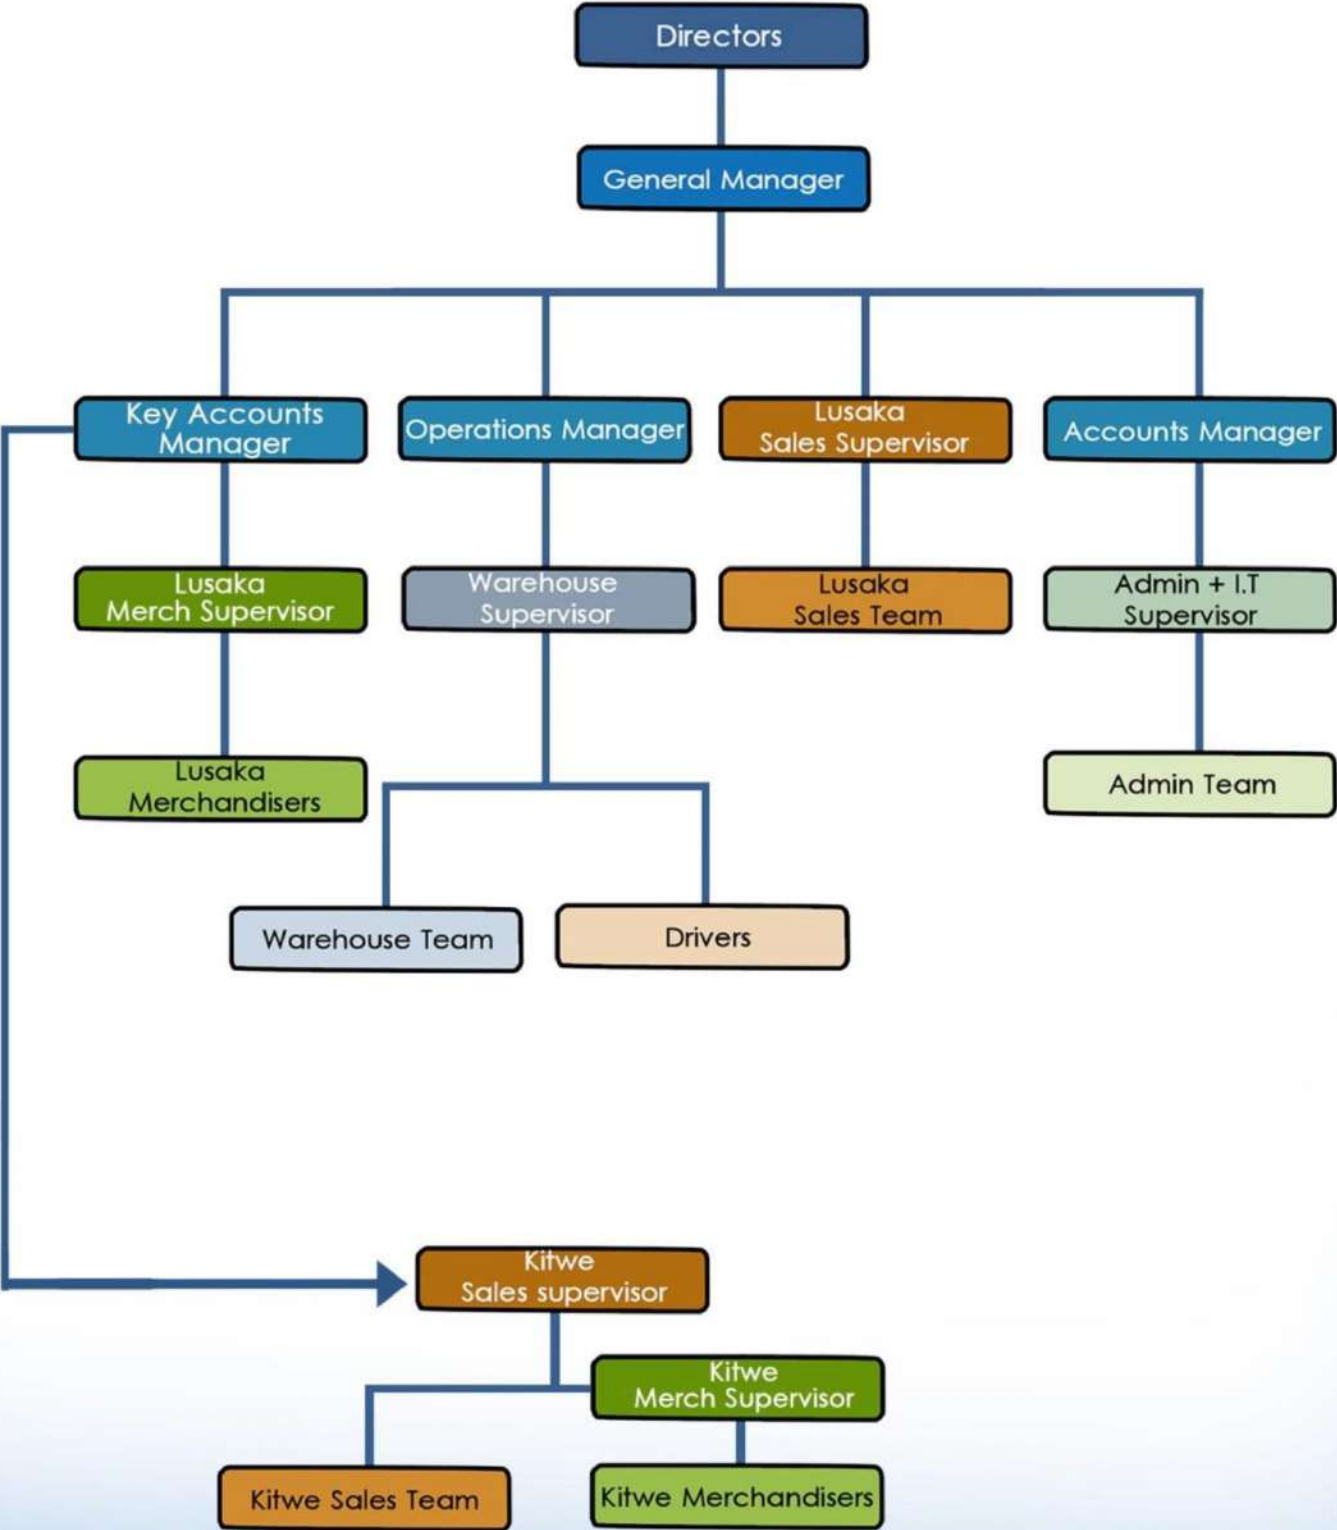 Directors
General Manager
Key Accounts
Manager
Operations Manager
Lusaka
Sales Supervisor
Accounts Manager
Lusaka
Merch Supervisor
Warehouse
Supervisor
Lusaka
Sales Team
Admin + I.T
Supervisor
Lusaka
Merchandisers
Admin Team
Warehouse Team
Drivers
Kitwe
Sales supervisor
Kitwe
Merch Supervisor
Kitwe Sales Team
Kitwe Merchandisers